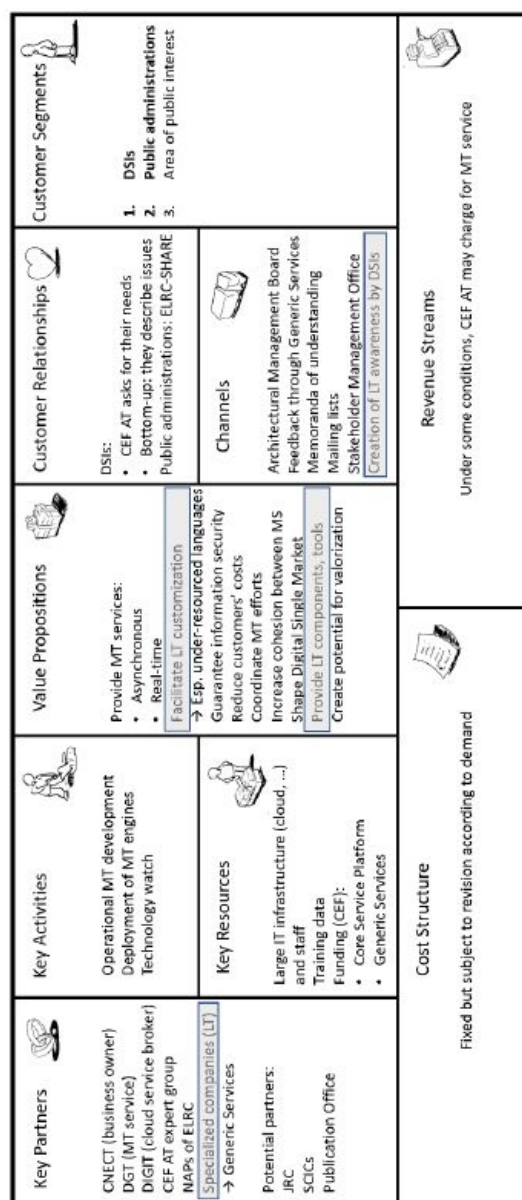 Key Partners
CNECT (business owner)
DGT (MT service)
DIGIT (cloud service broker)
CEF AT expert group
NAPs of ELRC
Specialized companies (LT)
→ Generic Services
Potential partners:
JRC
SCICs
Publication Office
Key Activities
Operational MT development
Deployment of MT engines
Technology watch
Key Resources
Large IT infrastructure (cloud, ...)
and staff
Training data
Funding (CEF):
• Core Service Platform
• Generic Services
Value Propositions
Provide MT services:
• Asynchronous
• Real-time
Facilitate LT customization
→ Esp. under-resourced languages
Guarantee information security
Reduce customers' costs
Coordinate MT efforts
Increase cohesion between MS
Shape Digital Single Market
Provide LT components, tools
Create potential for valorization
Customer Relationships
DSIs:
• CEF AT asks for their needs
• Bottom-up: they describe issues
Public administrations: ELRC-SHARE
Channels
Architectural Management Board
Feedback through Generic Services
Memoranda of understanding
Mailing lists
Stakeholder Management Office
Creation of LT awareness by DSIs
Customer Segments
1. DSIs
2. Public administrations
3. Area of public interest
Cost Structure
Fixed but subject to revision according to demand
Revenue Streams
Under some conditions, CEF AT may charge for MT service